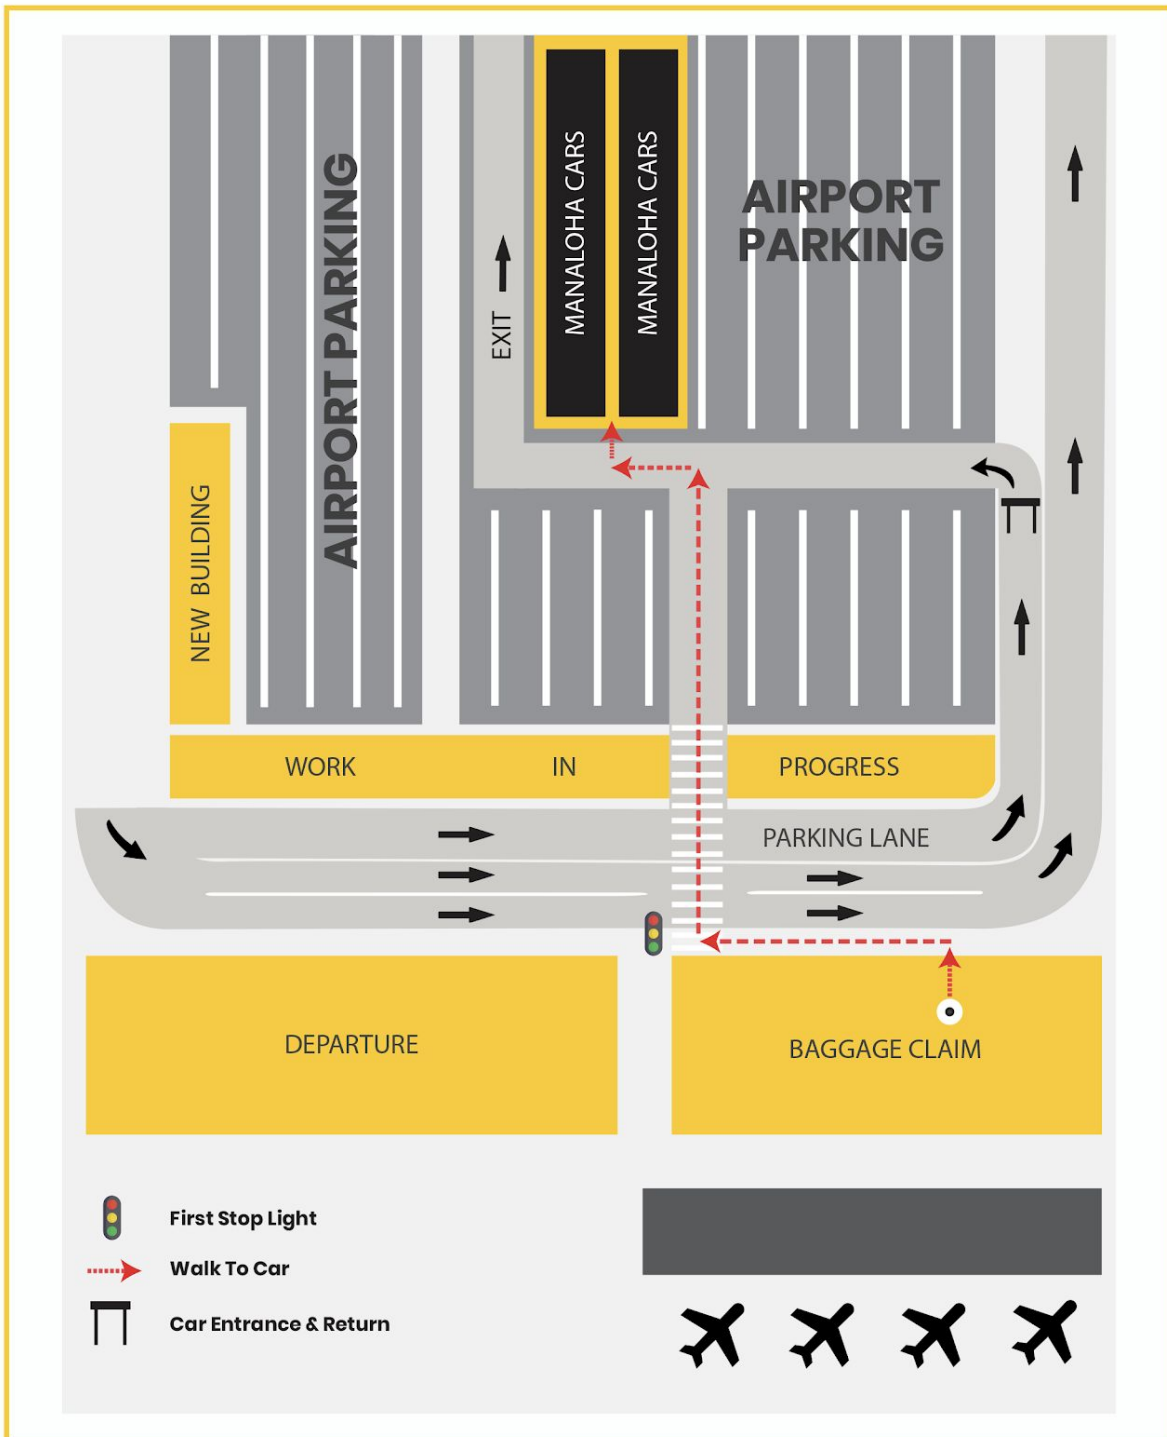 AIRPORT PARKING
EXIT
MANALOHA CARS
MANALOHA CARS
AIRPORT
PARKING
NEW BUILDING
WORK IN PROGRESS
PARKING LANE
DEPARTURE
BAGGAGE CLAIM
First Stop Light
Walk To Car
Car Entrance & Return